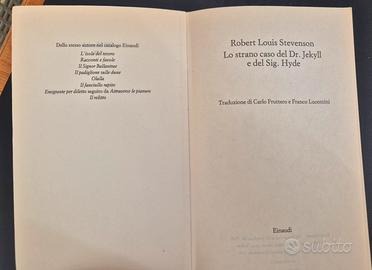 Dello stesso autore nel catalogo Einaudi
L'isola del tesoro
Racconti e favole
Il Signor Ballantrae
Il padiglione sulle dune
Olalla
Il fanciullo rapito
Emigrante per diletto seguito da Attraverso le pianure
Il relitto
Robert Louis Stevenson
Lo strano caso del Dr. Jekyll
e del Sig. Hyde
Traduzione di Carlo Fruttero e Franco Lucentini
Einaudi
subito